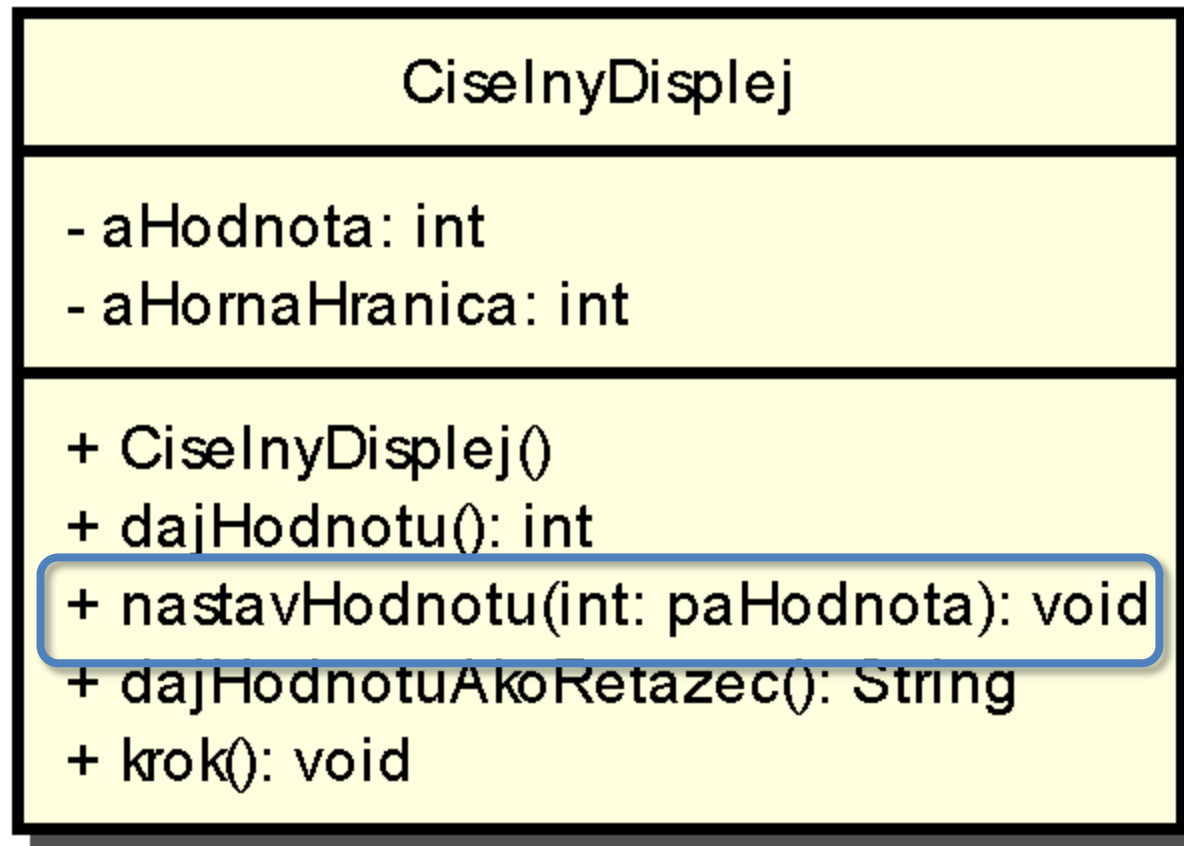 CiselnyDisplej
- aHodnota: int
- aHornaHranica: int
+ CiselnyDisplej()
+ dajHodnotu(): int
+ nastavHodnotu(int: paHodnota): void
+ dajHodnotuAkoRetazec(): String
+ krok(): void